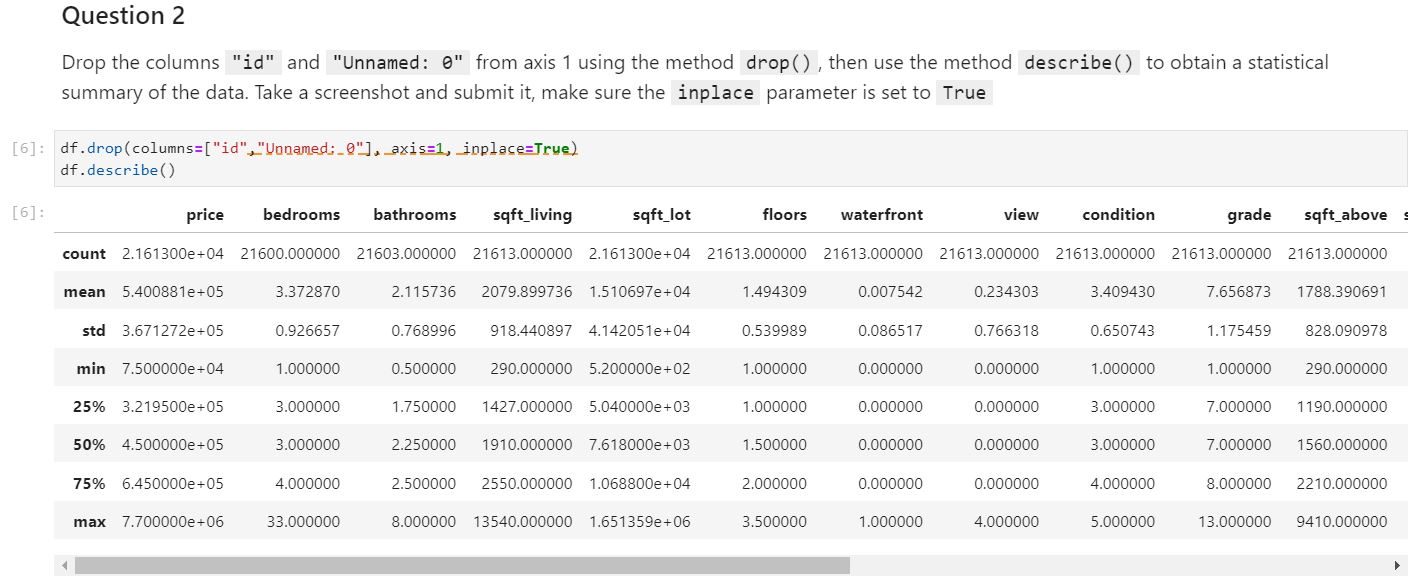 Question 2
Drop the columns "id" and "Unnamed: 0" from axis 1 using the method drop(), then use the method describe() to obtain a statistical
summary of the data. Take a screenshot and submit it, make sure the inplace parameter is set to True
[6]: df.drop(columns=["id","Unnamed: 0"], axis=1, inplace=True)
df.describe()
[6]: price bedrooms bathrooms sqft_living sqft_lot floors waterfront view condition grade sqft_above s
count 2.161300e+04 21600.000000 21603.000000 21613.000000 2.161300e+04 21613.000000 21613.000000 21613.000000 21613.000000 21613.000000 21613.000000
mean 5.400881e+05 3.372870 2.115736 2079.899736 1.510697e+04 1.494309 0.007542 0.234303 3.409430 7.656873 1788.390691
std 3.671272e+05 0.926657 0.768996 918.440897 4.142051e+04 0.539989 0.086517 0.766318 0.650743 1.175459 828.090978
min 7.500000e+04 1.000000 0.500000 290.000000 5.200000e+02 1.000000 0.000000 0.000000 1.000000 1.000000 290.000000
25% 3.219500e+05 3.000000 1.750000 1427.000000 5.040000e+03 1.000000 0.000000 0.000000 3.000000 7.000000 1190.000000
50% 4.500000e+05 3.000000 2.250000 1910.000000 7.618000e+03 1.500000 0.000000 0.000000 3.000000 7.000000 1560.000000
75% 6.450000e+05 4.000000 2.500000 2550.000000 1.068800e+04 2.000000 0.000000 0.000000 4.000000 8.000000 2210.000000
max 7.700000e+06 33.000000 8.000000 13540.000000 1.651359e+06 3.500000 1.000000 4.000000 5.000000 13.000000 9410.000000